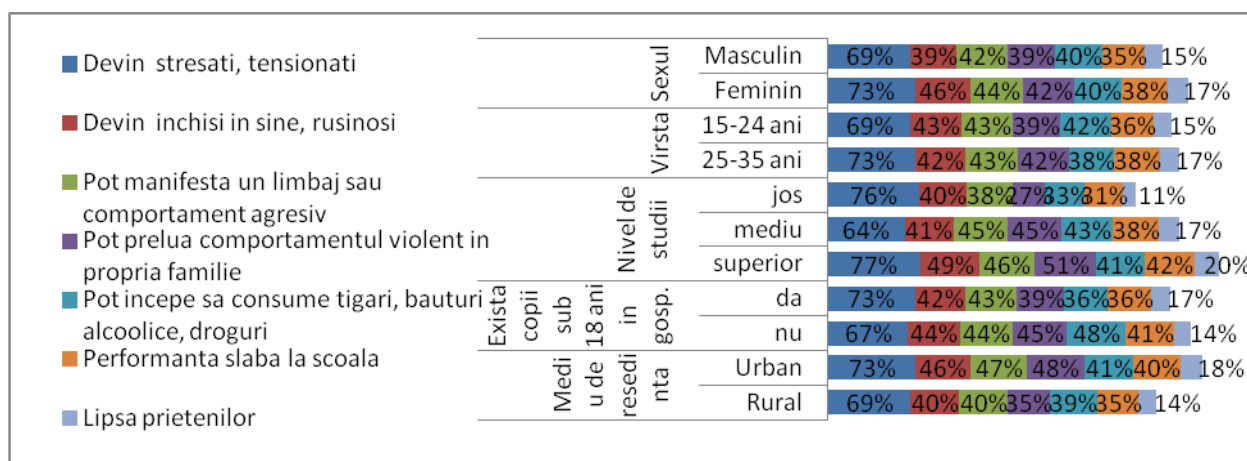 Devin stresati, tensionati
Devin inchisi in sine, rusinosi
Pot manifesta un limbaj sau
comportament agresiv
Pot prelua comportamentul violent in
propria familie
Pot incepe sa consume tigari, bauturi
alcoolice, droguri
Performanta slaba la scoala
Lipsa prietenilor
Sexul
Masculin 69% 39% 42% 39% 40% 35% 15%
Feminin 73% 46% 44% 42% 40% 38% 17%
Virsta
15-24 ani 69% 43% 43% 39% 42% 36% 15%
25-35 ani 73% 42% 43% 42% 38% 38% 17%
Nivel de
studii
jos 76% 40% 38% 27% 33% 31% 11%
mediu 64% 41% 45% 45% 43% 38% 17%
superior 77% 49% 46% 51% 41% 42% 20%
Exista
copii
sub
18 ani
in
gosp.
da 73% 42% 43% 39% 36% 36% 17%
nu 67% 44% 44% 45% 48% 41% 14%
Medi
u de
resedi
nta
Urban 73% 46% 47% 48% 41% 40% 18%
Rural 69% 40% 40% 35% 39% 35% 14%